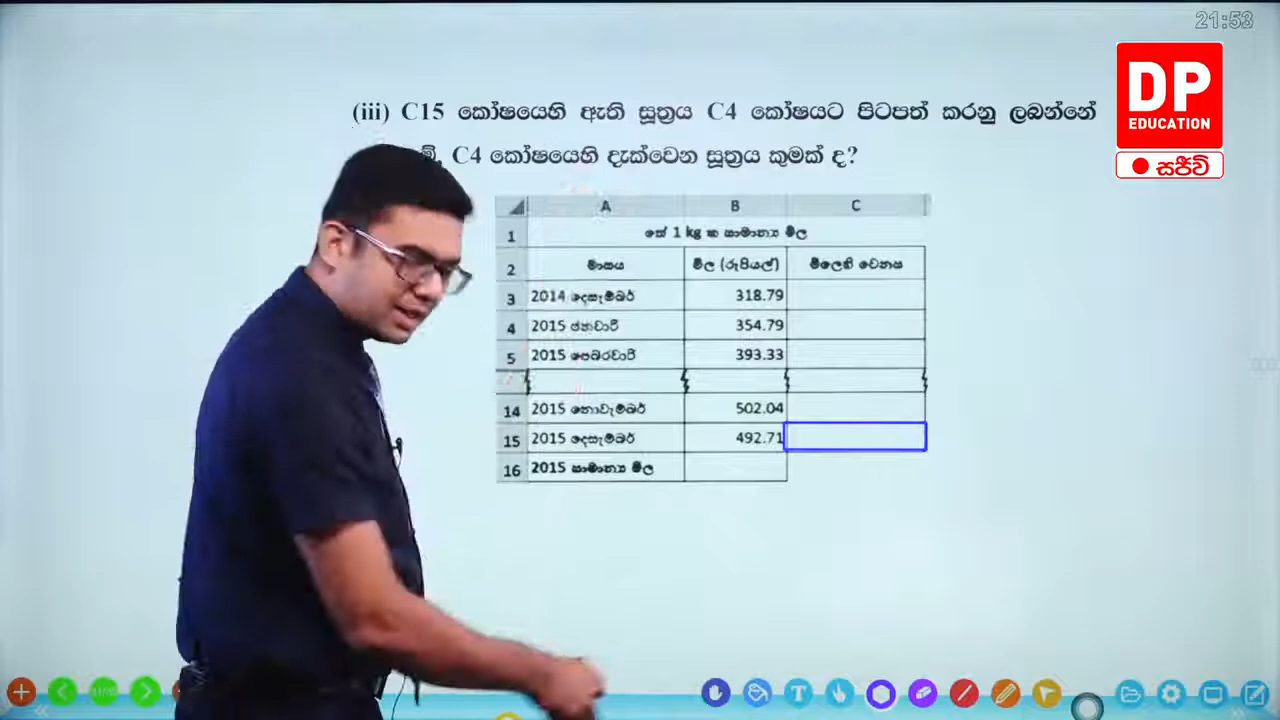 21:53
DP
EDUCATION
සජීවි
(iii) C15 කෝෂයෙහි ඇති සූත්‍රය C4 කෝෂයට පිටපත් කරනු ලබන්නේ
C4 කෝෂයෙහි දැක්වෙන සූත්‍රය කුමක් ද?
A B C
1 තේ 1 kg ක සාමාන්‍ය මිල
2 මාසය මිල (රුපියල්) මිලෙහි වෙනස
3 2014 දෙසැම්බර් 318.79
4 2015 ජනවාරි 354.79
5 2015 පෙබරවාරි 393.33
14 2015 නොවැම්බර් 502.04
15 2015 දෙසැම්බර් 492.71
16 2015 සාමාන්‍ය මිල